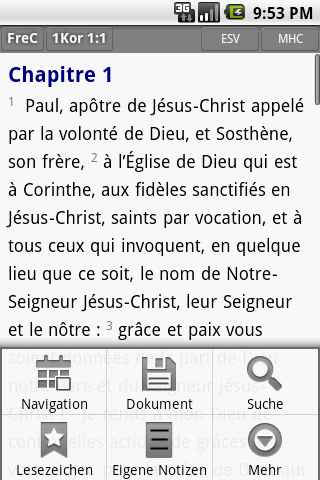 3G 9:53 PM
FreC 1Kor 1:1 ESV MHC
Chapitre 1
1 Paul, apôtre de Jésus-Christ appelé
par la volonté de Dieu, et Sosthène,
son frère, 2 à l’Église de Dieu qui est
à Corinthe, aux fidèles sanctifiés en
Jésus-Christ, saints par vocation, et à
tous ceux qui invoquent, en quelque
lieu que ce soit, le nom de Notre-
Seigneur Jésus-Christ, leur Seigneur
et le nôtre : 3 grâce et paix vous
Navigation Dokument Suche
Lesezeichen Eigene Notizen Mehr